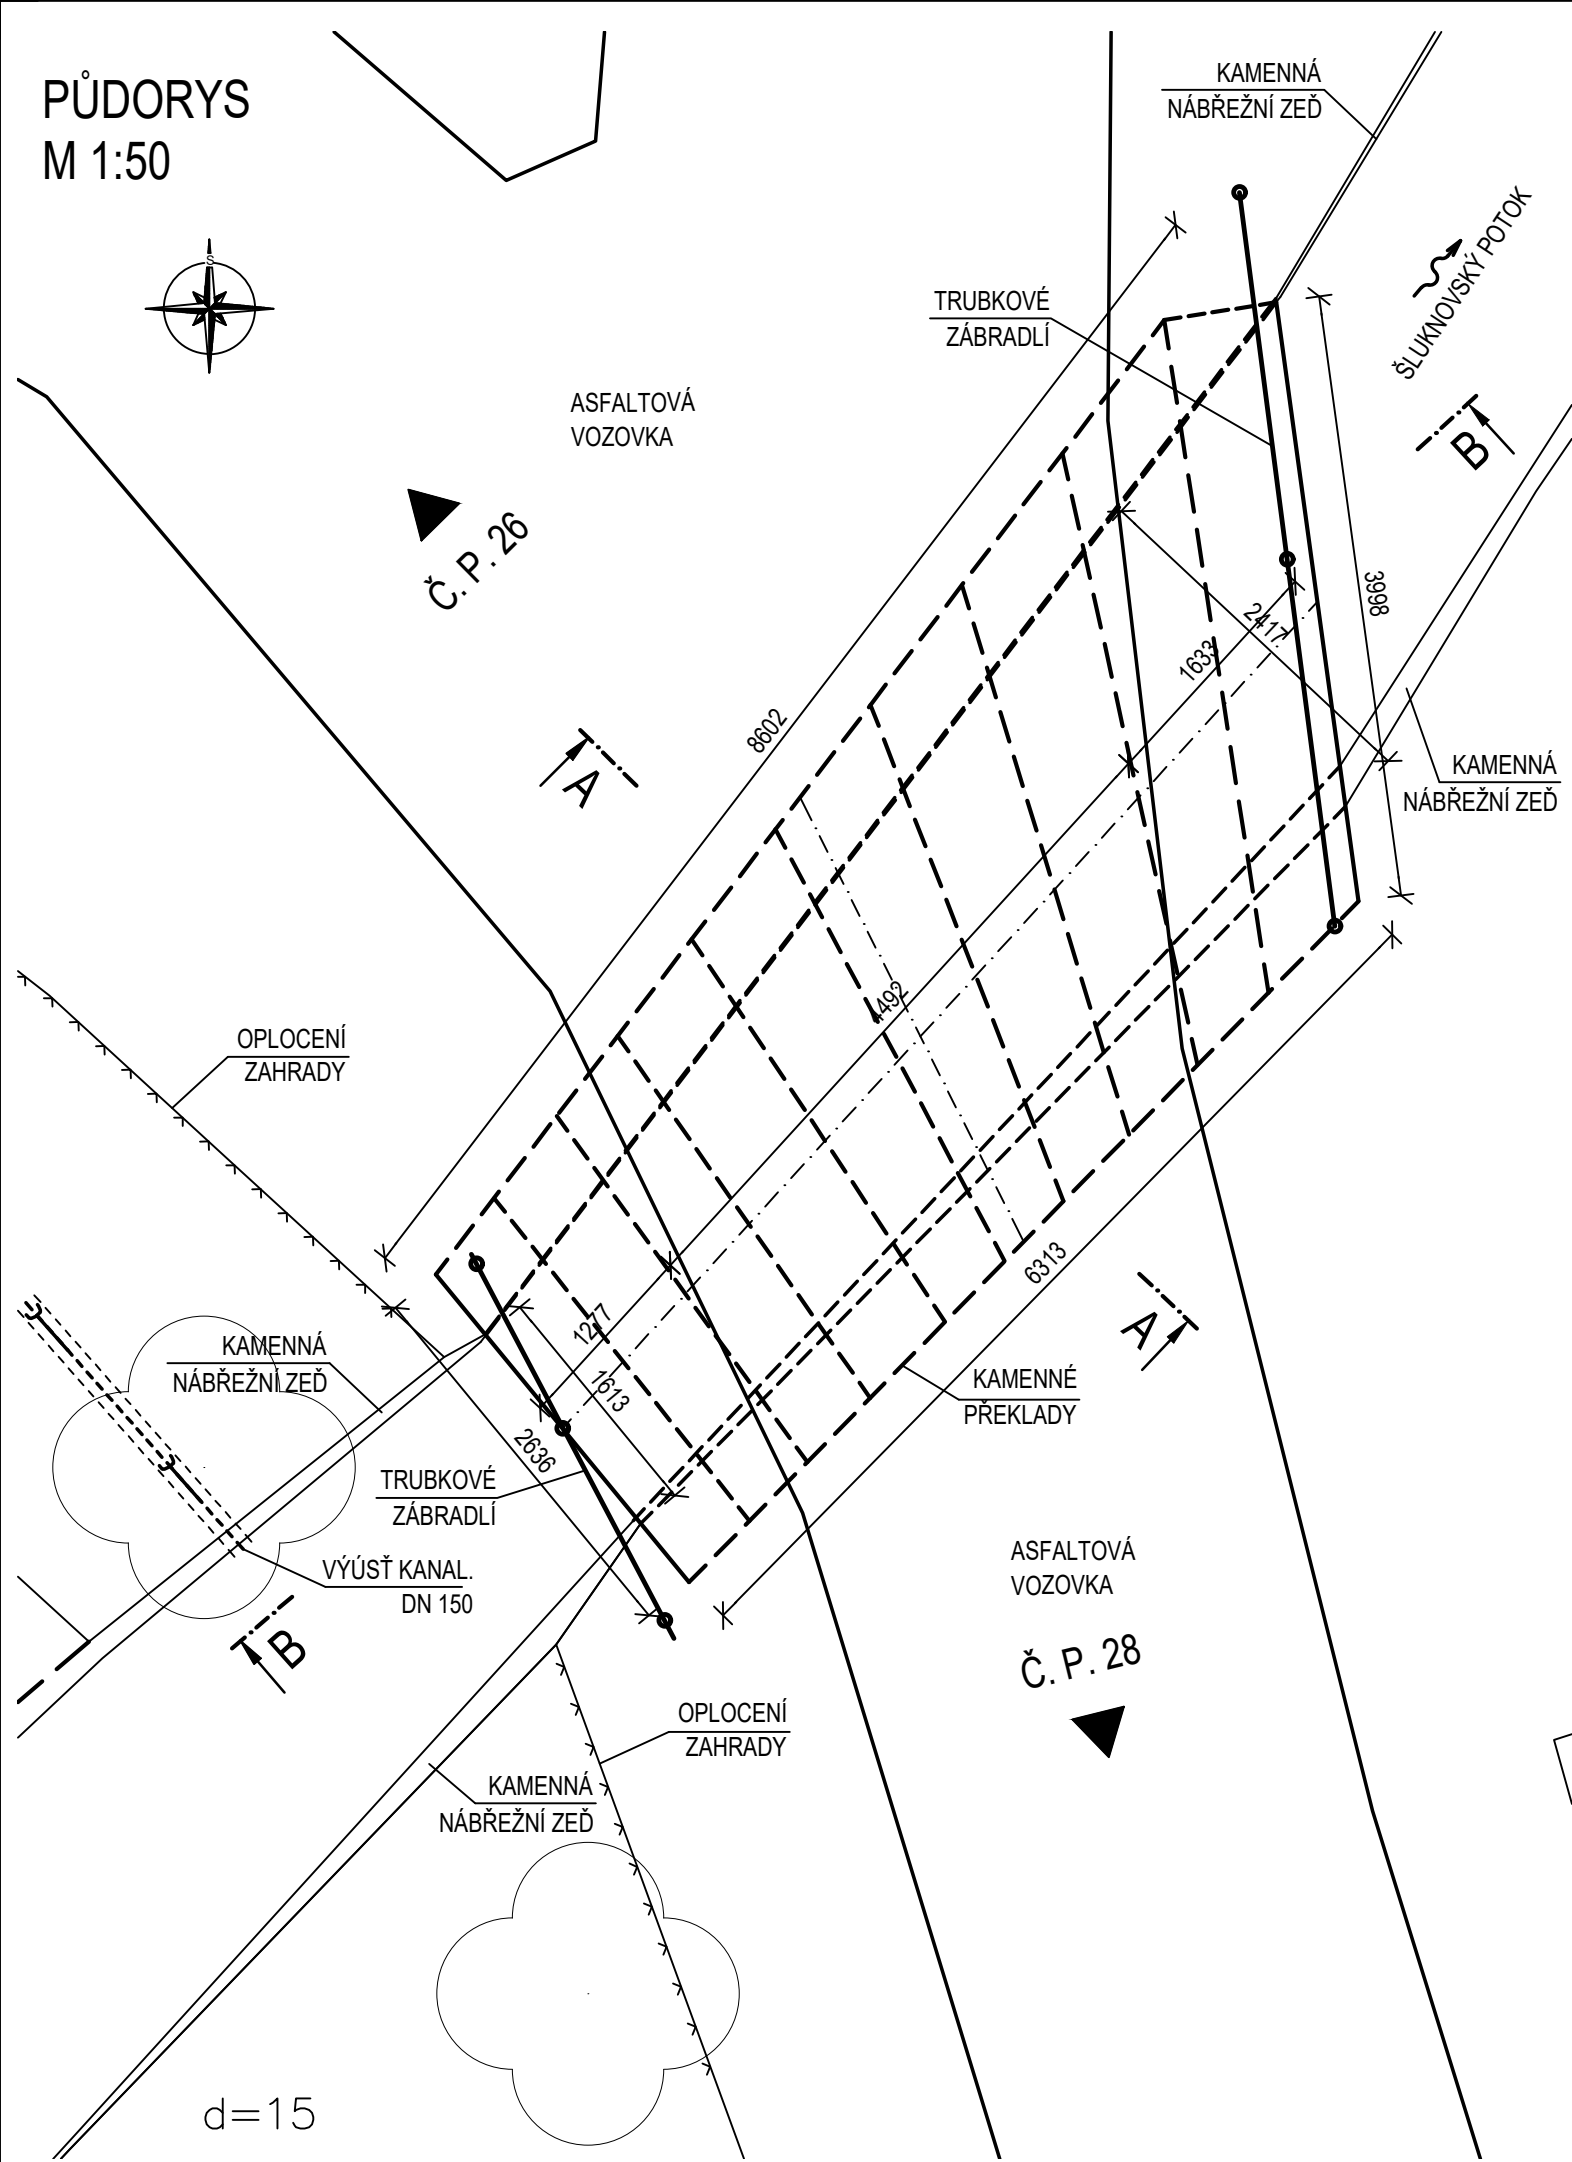 PŮDORYS
M 1:50
S
KAMENNÁ
NÁBŘEŽNÍ ZEĎ
ŠLUKNOVSKÝ POTOK
TRUBKOVÉ
ZÁBRADLÍ
ASFALTOVÁ
VOZOVKA
B
Č. P. 26
3998
2417
1633
8602
A
KAMENNÁ
NÁBŘEŽNÍ ZEĎ
4492
OPLOCENÍ
ZAHRADY
6313
1277
A
KAMENNÁ
NÁBŘEŽNÍ ZEĎ
1613
KAMENNÉ
PŘEKLADY
2636
TRUBKOVÉ
ZÁBRADLÍ
VÝÚSŤ KANAL.
DN 150
ASFALTOVÁ
VOZOVKA
B
Č. P. 28
OPLOCENÍ
ZAHRADY
KAMENNÁ
NÁBŘEŽNÍ ZEĎ
d=15